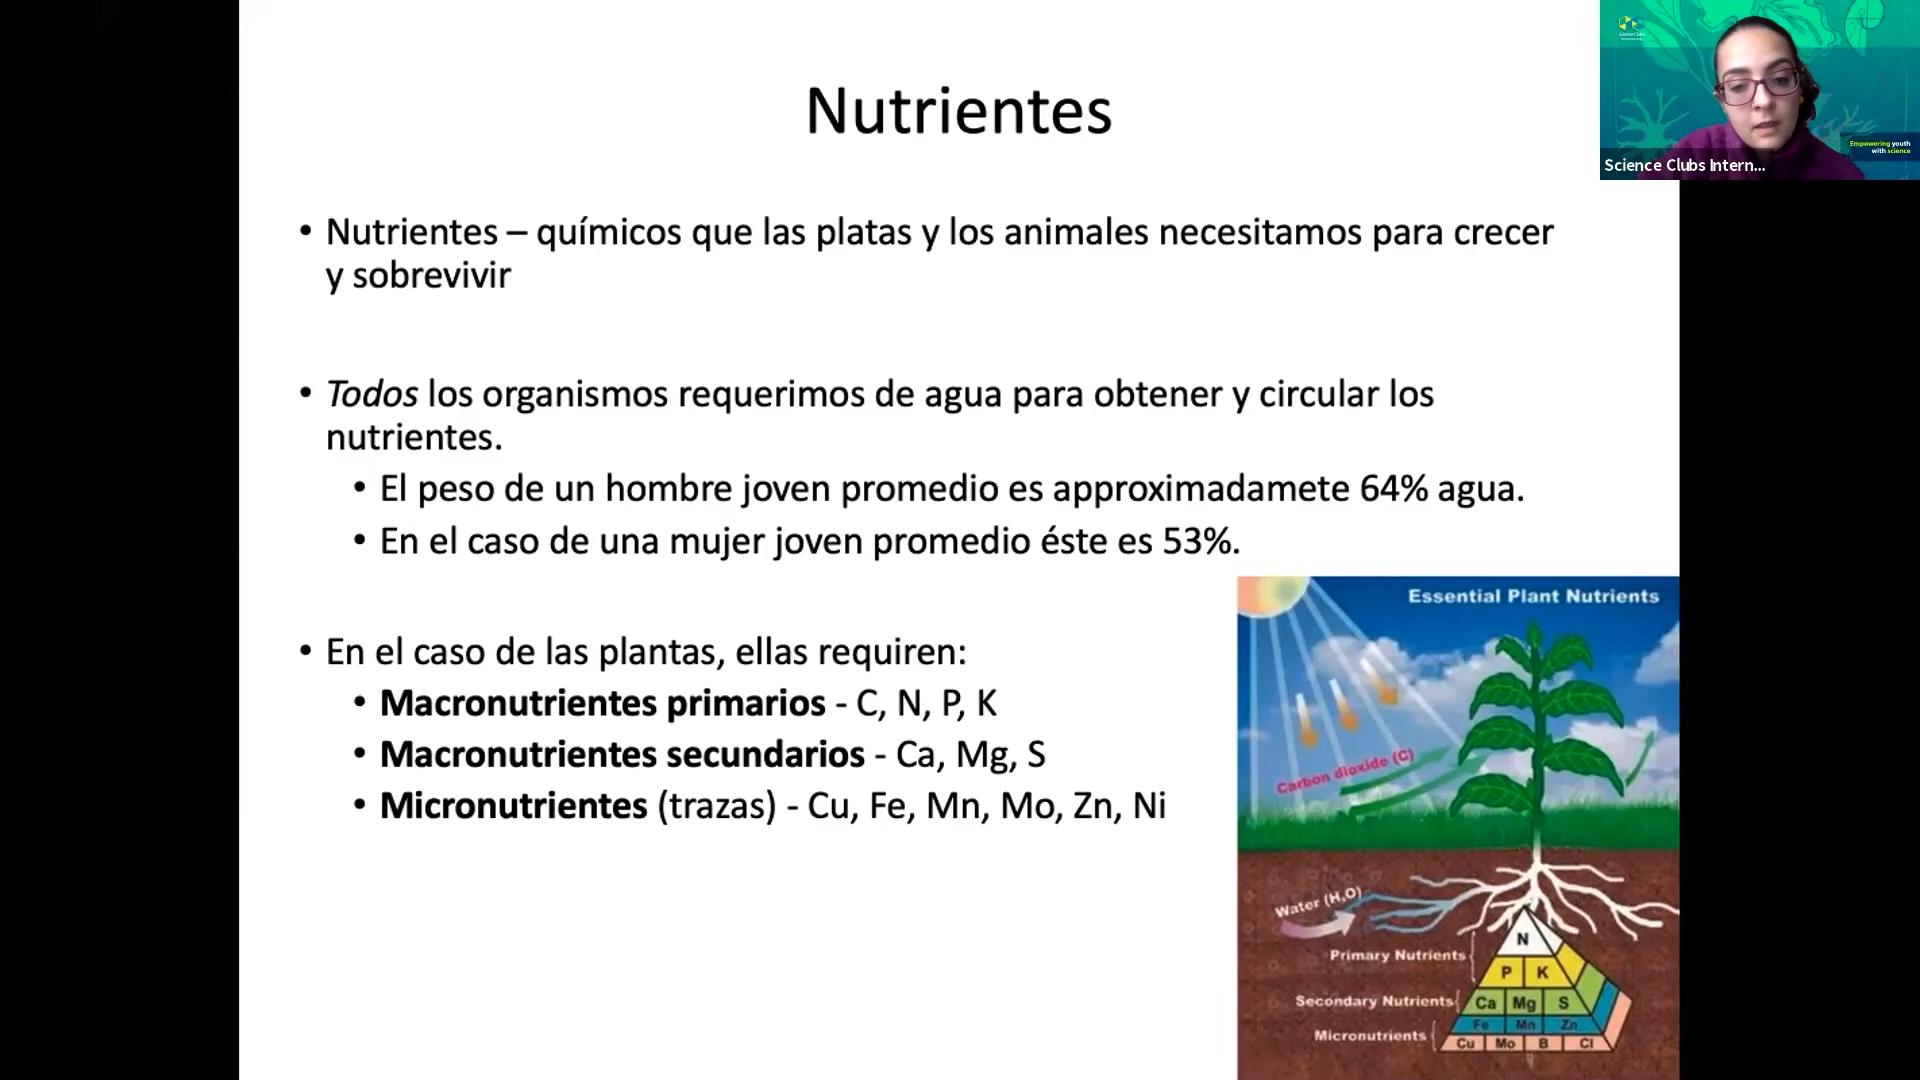 Nutrientes
• Nutrientes – químicos que las platas y los animales necesitamos para crecer
y sobrevivir
• Todos los organismos requerimos de agua para obtener y circular los
nutrientes.
• El peso de un hombre joven promedio es approximadamete 64% agua.
• En el caso de una mujer joven promedio éste es 53%.
• En el caso de las plantas, ellas requiren:
• Macronutrientes primarios - C, N, P, K
• Macronutrientes secundarios - Ca, Mg, S
• Micronutrientes (trazas) - Cu, Fe, Mn, Mo, Zn, Ni
Essential Plant Nutrients
Carbon dioxide (C)
Water (H₂O)
Primary Nutrients
N
P K
Secondary Nutrients
Ca Mg S
Micronutrients
Fe Mn Zn
Cu Mo B Cl
Empowering youth
with science
Science Clubs Intern...